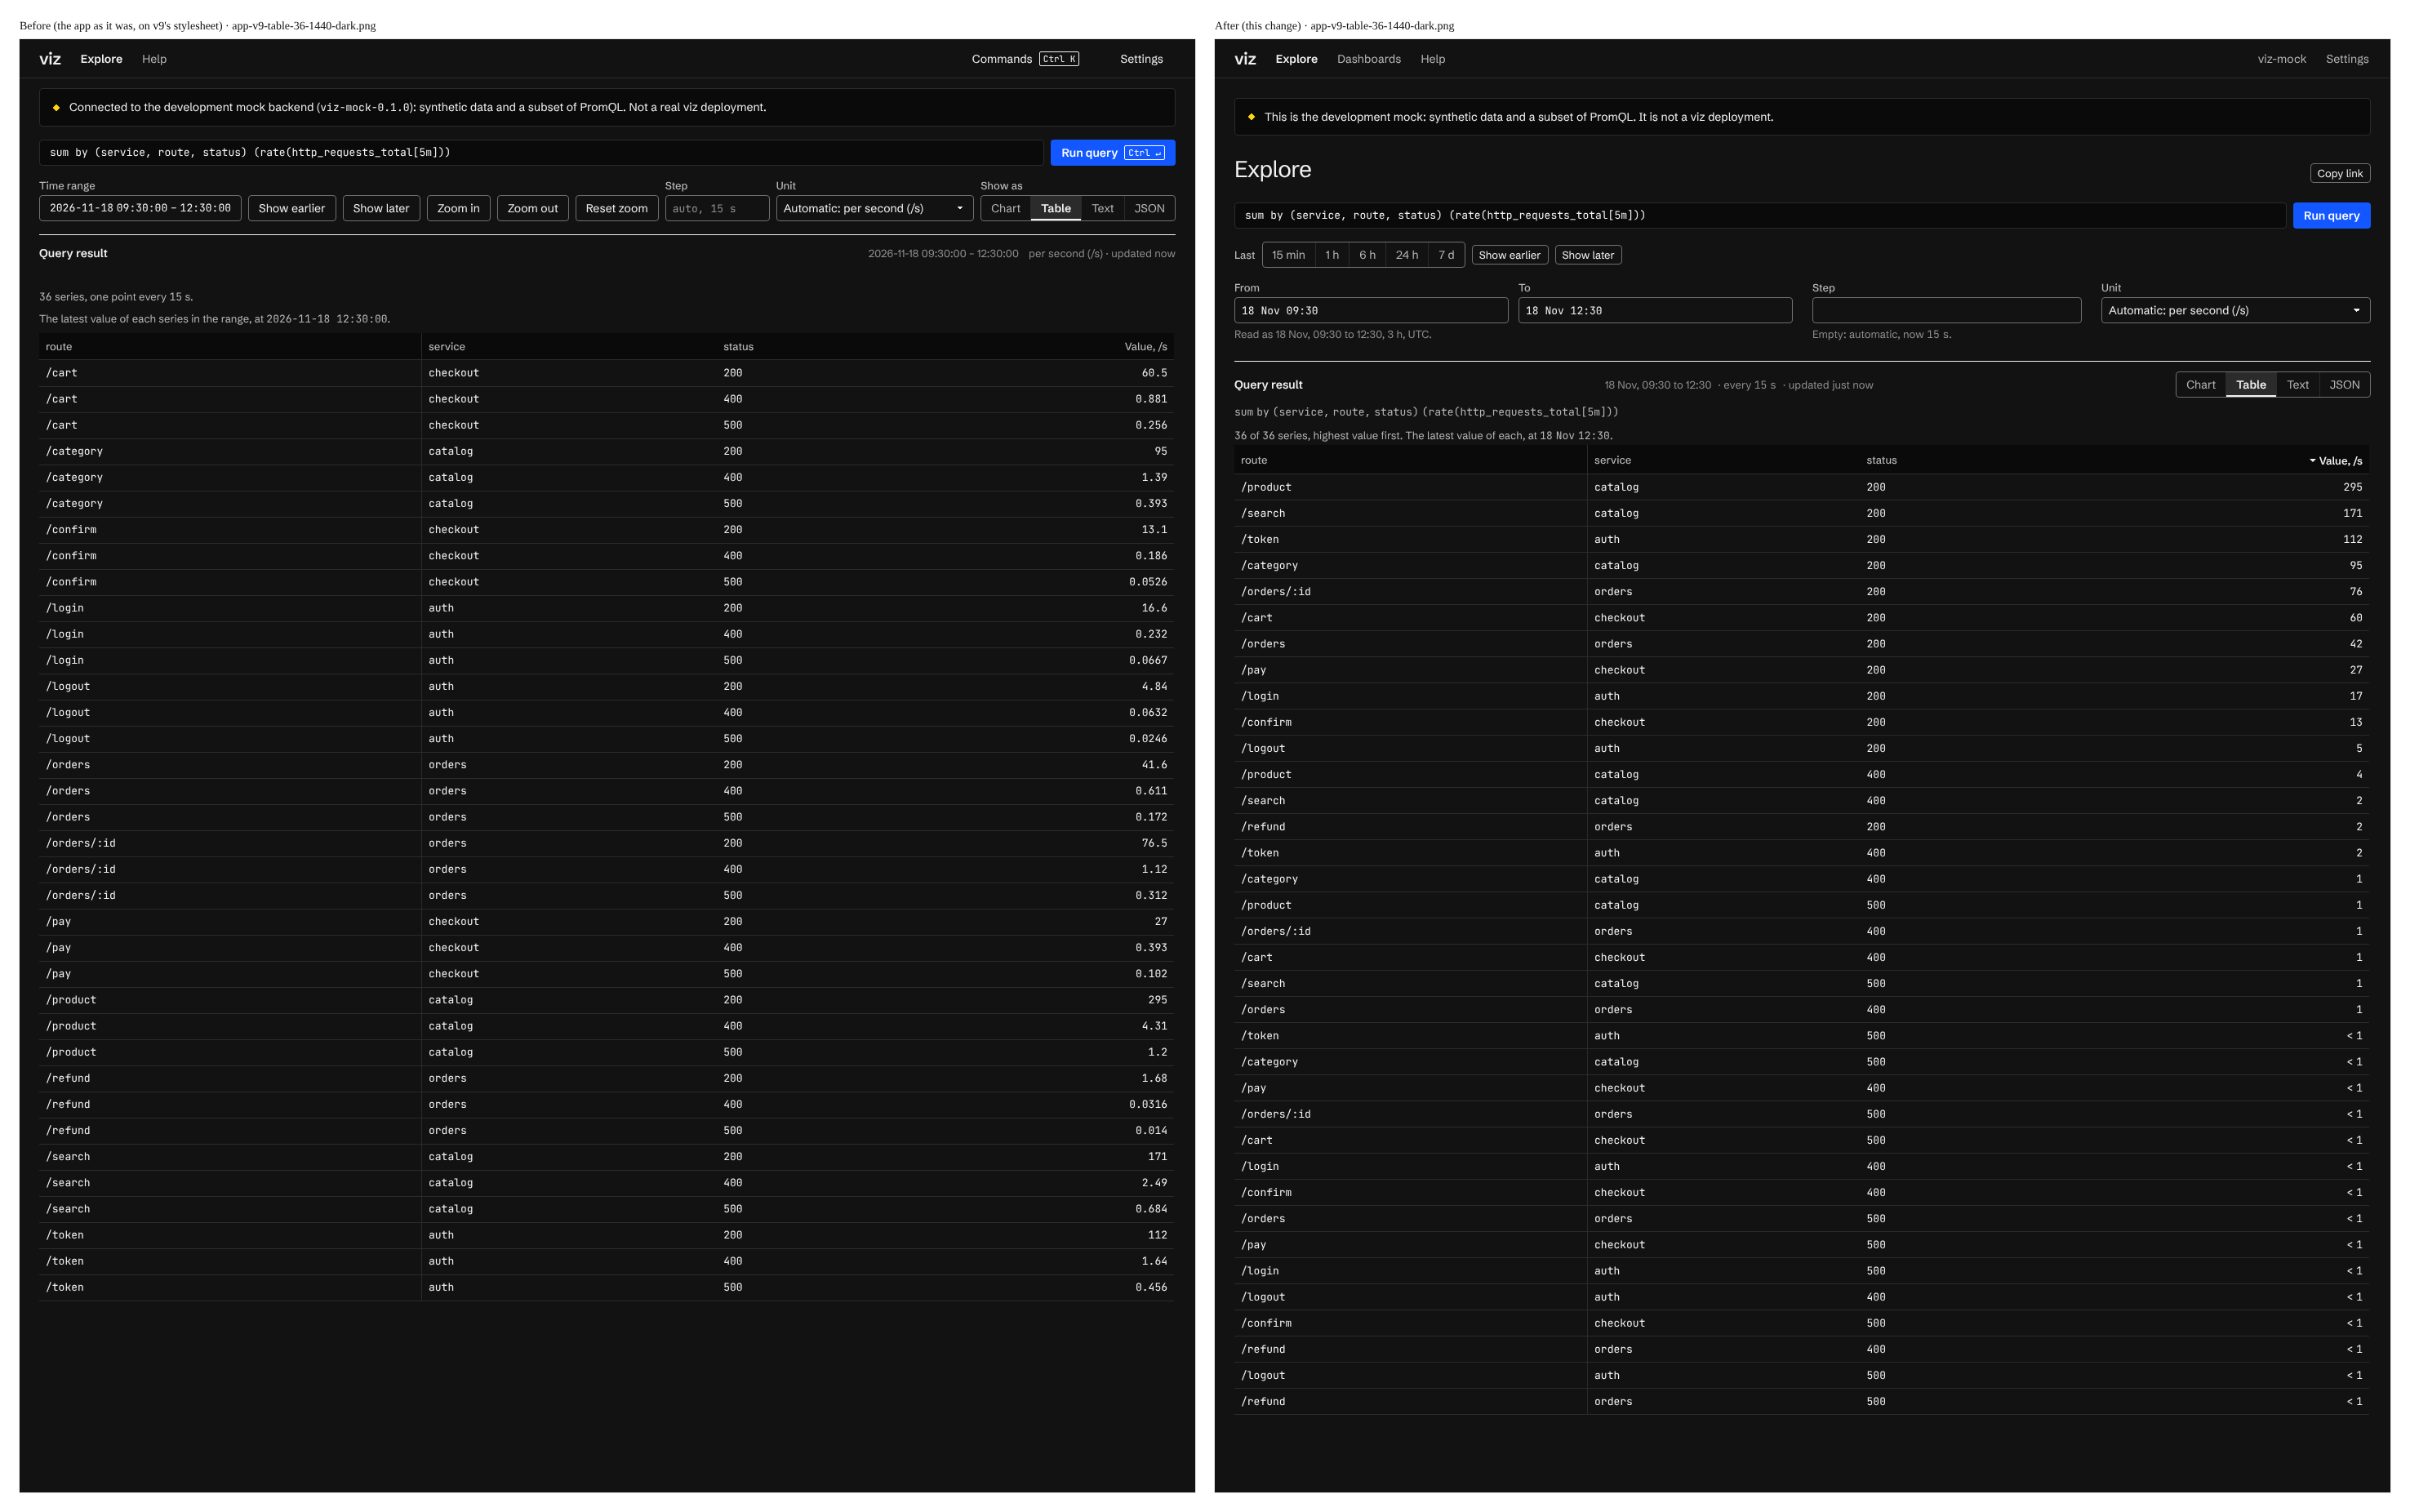 Before (the app as it was, on v9's stylesheet) · app-v9-table-36-1440-dark.png
viz Explore Help Commands Ctrl K Settings
◆ Connected to the development mock backend (viz-mock-0.1.0): synthetic data and a subset of PromQL. Not a real viz deployment.
sum by (service, route, status) (rate(http_requests_total[5m])) Run query Ctrl ↵
Time range Step Unit Show as
2026-11-18 09:30:00 – 12:30:00 Show earlier Show later Zoom in Zoom out Reset zoom auto, 15 s Automatic: per second (/s) Chart Table Text JSON
Query result 2026-11-18 09:30:00 – 12:30:00 per second (/s) · updated now
36 series, one point every 15 s.
The latest value of each series in the range, at 2026-11-18 12:30:00.
route service status Value, /s
/cart checkout 200 60.5
/cart checkout 400 0.881
/cart checkout 500 0.256
/category catalog 200 95
/category catalog 400 1.39
/category catalog 500 0.393
/confirm checkout 200 13.1
/confirm checkout 400 0.186
/confirm checkout 500 0.0526
/login auth 200 16.6
/login auth 400 0.232
/login auth 500 0.0667
/logout auth 200 4.84
/logout auth 400 0.0632
/logout auth 500 0.0246
/orders orders 200 41.6
/orders orders 400 0.611
/orders orders 500 0.172
/orders/:id orders 200 76.5
/orders/:id orders 400 1.12
/orders/:id orders 500 0.312
/pay checkout 200 27
/pay checkout 400 0.393
/pay checkout 500 0.102
/product catalog 200 295
/product catalog 400 4.31
/product catalog 500 1.2
/refund orders 200 1.68
/refund orders 400 0.0316
/refund orders 500 0.014
/search catalog 200 171
/search catalog 400 2.49
/search catalog 500 0.684
/token auth 200 112
/token auth 400 1.64
/token auth 500 0.456
After (this change) · app-v9-table-36-1440-dark.png
viz Explore Dashboards Help viz-mock Settings
◆ This is the development mock: synthetic data and a subset of PromQL. It is not a viz deployment.
Explore Copy link
sum by (service, route, status) (rate(http_requests_total[5m])) Run query
Last 15 min 1 h 6 h 24 h 7 d Show earlier Show later
From To Step Unit
18 Nov 09:30 18 Nov 12:30 Automatic: per second (/s)
Read as 18 Nov, 09:30 to 12:30, 3 h, UTC. Empty: automatic, now 15 s.
Query result 18 Nov, 09:30 to 12:30 · every 15 s · updated just now Chart Table Text JSON
sum by (service, route, status) (rate(http_requests_total[5m]))
36 of 36 series, highest value first. The latest value of each, at 18 Nov 12:30.
route service status Value, /s
/product catalog 200 295
/search catalog 200 171
/token auth 200 112
/category catalog 200 95
/orders/:id orders 200 76
/cart checkout 200 60
/orders orders 200 42
/pay checkout 200 27
/login auth 200 17
/confirm checkout 200 13
/logout auth 200 5
/product catalog 400 4
/search catalog 400 2
/refund orders 200 2
/token auth 400 2
/category catalog 400 1
/product catalog 500 1
/orders/:id orders 400 1
/cart checkout 400 1
/search catalog 500 1
/orders orders 400 1
/token auth 500 < 1
/category catalog 500 < 1
/pay checkout 400 < 1
/orders/:id orders 500 < 1
/cart checkout 500 < 1
/login auth 400 < 1
/confirm checkout 400 < 1
/orders orders 500 < 1
/pay checkout 500 < 1
/login auth 500 < 1
/logout auth 400 < 1
/confirm checkout 500 < 1
/refund orders 400 < 1
/logout auth 500 < 1
/refund orders 500 < 1